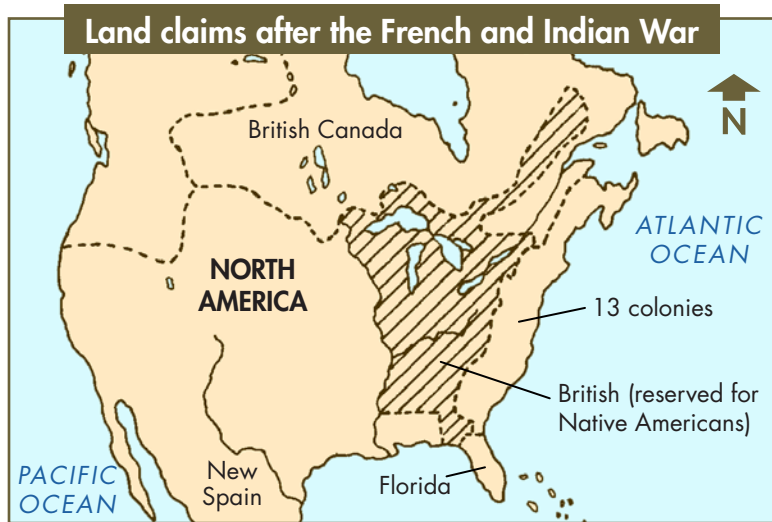 Land claims after the French and Indian War
N
British Canada
ATLANTIC
OCEAN
NORTH
AMERICA
13 colonies
British (reserved for
Native Americans)
PACIFIC
OCEAN
New
Spain
Florida